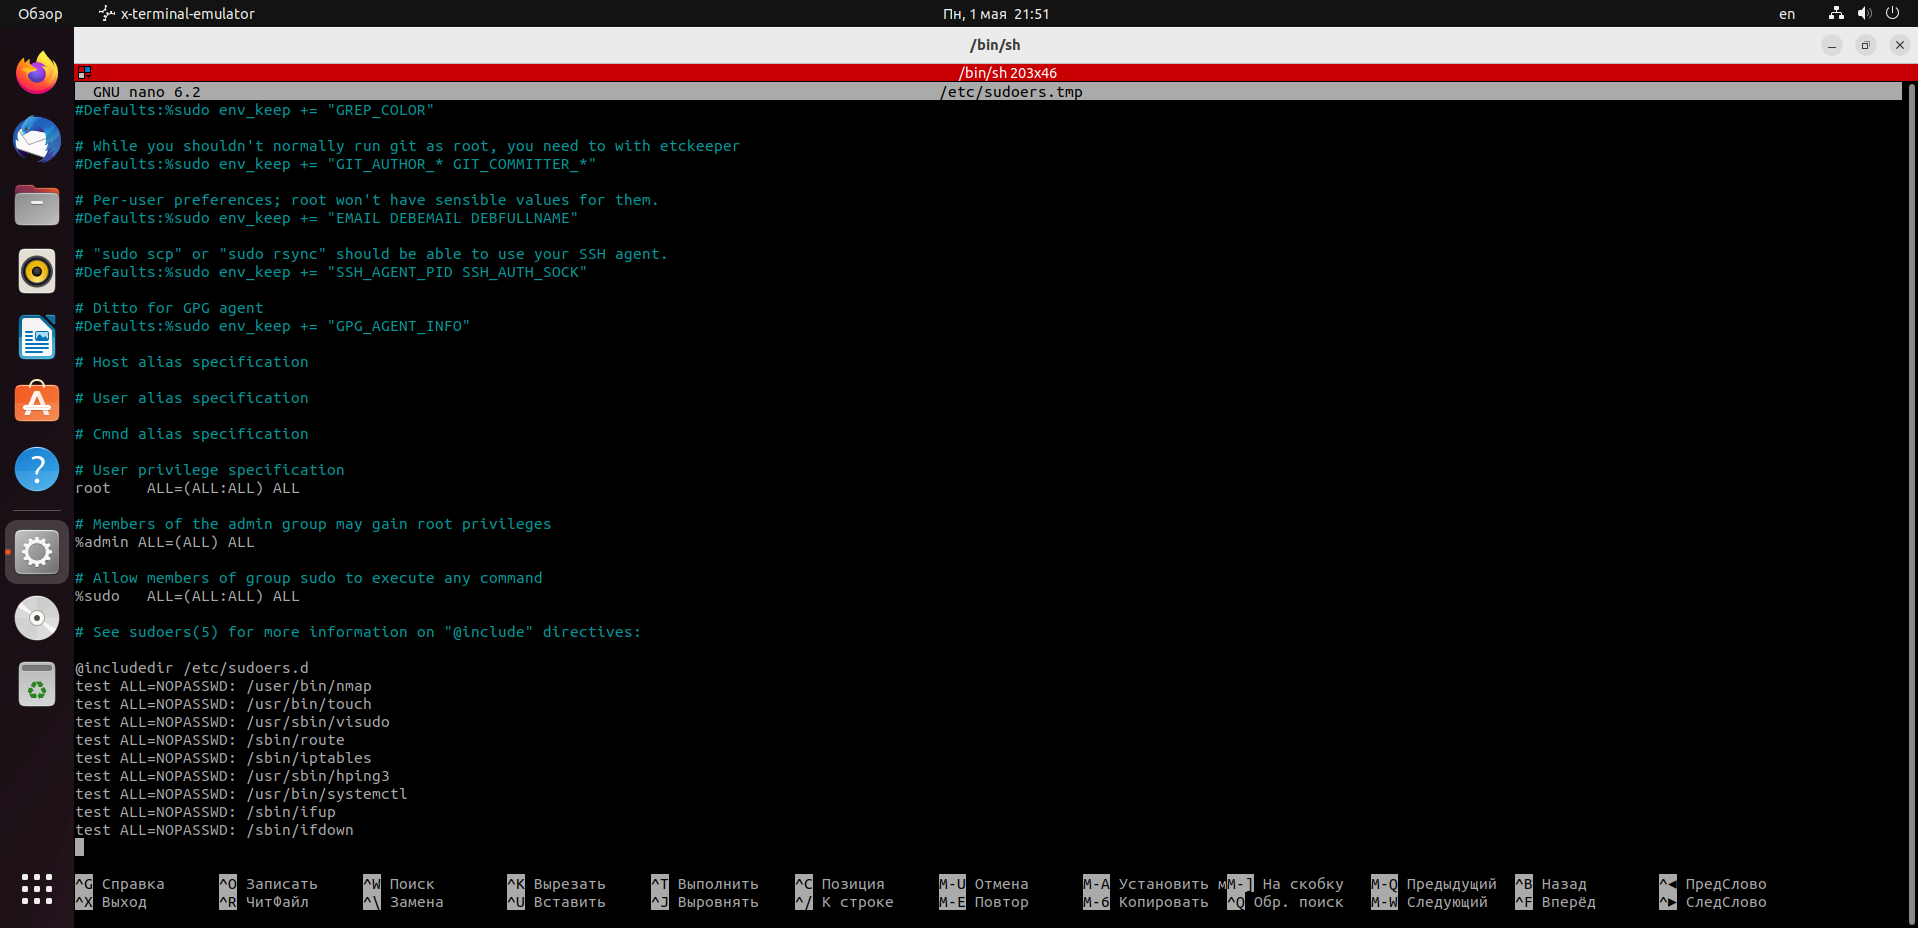 Обзор x-terminal-emulator Пн, 1 мая 21:51 en
/bin/sh
/bin/sh 203x46
GNU nano 6.2 /etc/sudoers.tmp
#Defaults:%sudo env_keep += "GREP_COLOR"
# While you shouldn't normally run git as root, you need to with etckeeper
#Defaults:%sudo env_keep += "GIT_AUTHOR_* GIT_COMMITTER_*"
# Per-user preferences; root won't have sensible values for them.
#Defaults:%sudo env_keep += "EMAIL DEBEMAIL DEBFULLNAME"
# "sudo scp" or "sudo rsync" should be able to use your SSH agent.
#Defaults:%sudo env_keep += "SSH_AGENT_PID SSH_AUTH_SOCK"
# Ditto for GPG agent
#Defaults:%sudo env_keep += "GPG_AGENT_INFO"
# Host alias specification
# User alias specification
# Cmnd alias specification
# User privilege specification
root    ALL=(ALL:ALL) ALL
# Members of the admin group may gain root privileges
%admin ALL=(ALL) ALL
# Allow members of group sudo to execute any command
%sudo   ALL=(ALL:ALL) ALL
# See sudoers(5) for more information on "@include" directives:
@includedir /etc/sudoers.d
test ALL=NOPASSWD: /user/bin/nmap
test ALL=NOPASSWD: /usr/bin/touch
test ALL=NOPASSWD: /usr/sbin/visudo
test ALL=NOPASSWD: /sbin/route
test ALL=NOPASSWD: /sbin/iptables
test ALL=NOPASSWD: /usr/sbin/hping3
test ALL=NOPASSWD: /usr/bin/systemctl
test ALL=NOPASSWD: /sbin/ifup
test ALL=NOPASSWD: /sbin/ifdown
^G Справка ^O Записать ^W Поиск ^K Вырезать ^T Выполнить ^C Позиция M-U Отмена M-A Установить мM-] На скобку M-Q Предыдущий ^B Назад ^◄ ПредСлово
^X Выход ^R ЧитФайл ^\ Замена ^U Вставить ^J Выровнять ^/ К строке M-E Повтор M-6 Копировать ^Q Обр. поиск M-W Следующий ^F Вперёд ^► СледСлово